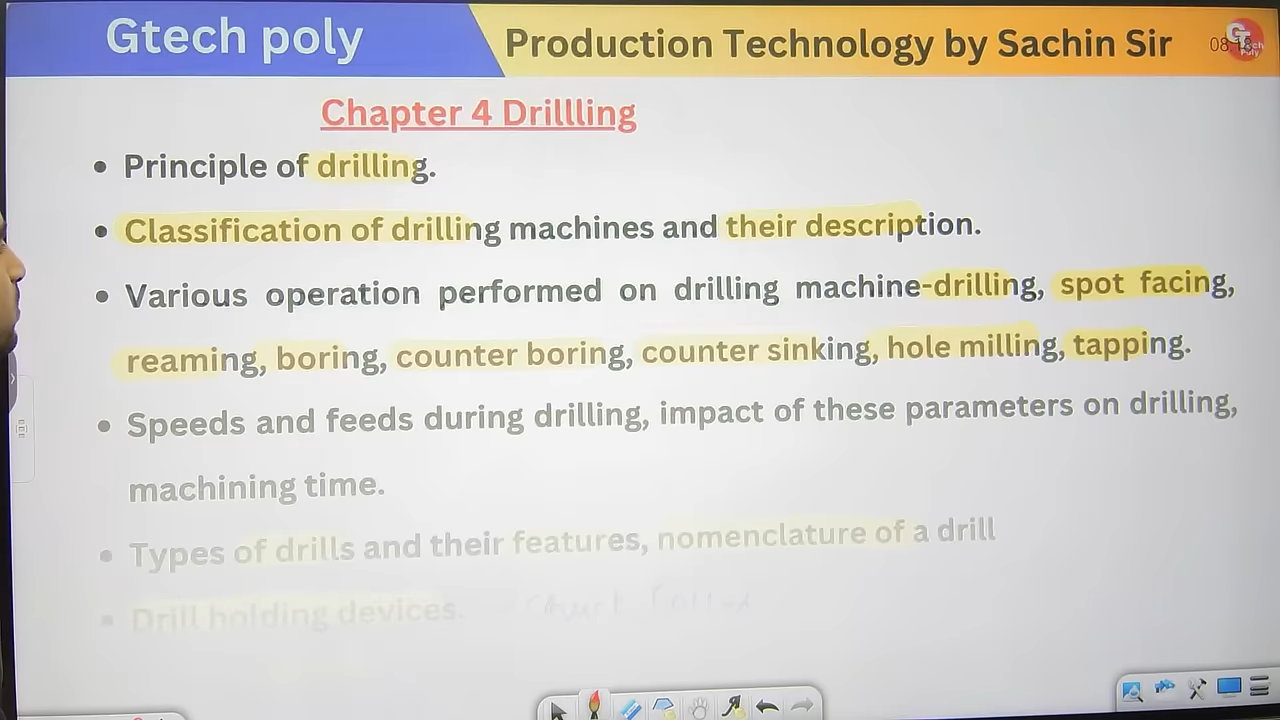 Gtech poly
Production Technology by Sachin Sir
Chapter 4 Drillling
• Principle of drilling.
• Classification of drilling machines and their description.
• Various operation performed on drilling machine-drilling, spot facing,
reaming, boring, counter boring, counter sinking, hole milling, tapping.
• Speeds and feeds during drilling, impact of these parameters on drilling,
machining time.
• Types of drills and their features, nomenclature of a drill
• Drill holding devices.